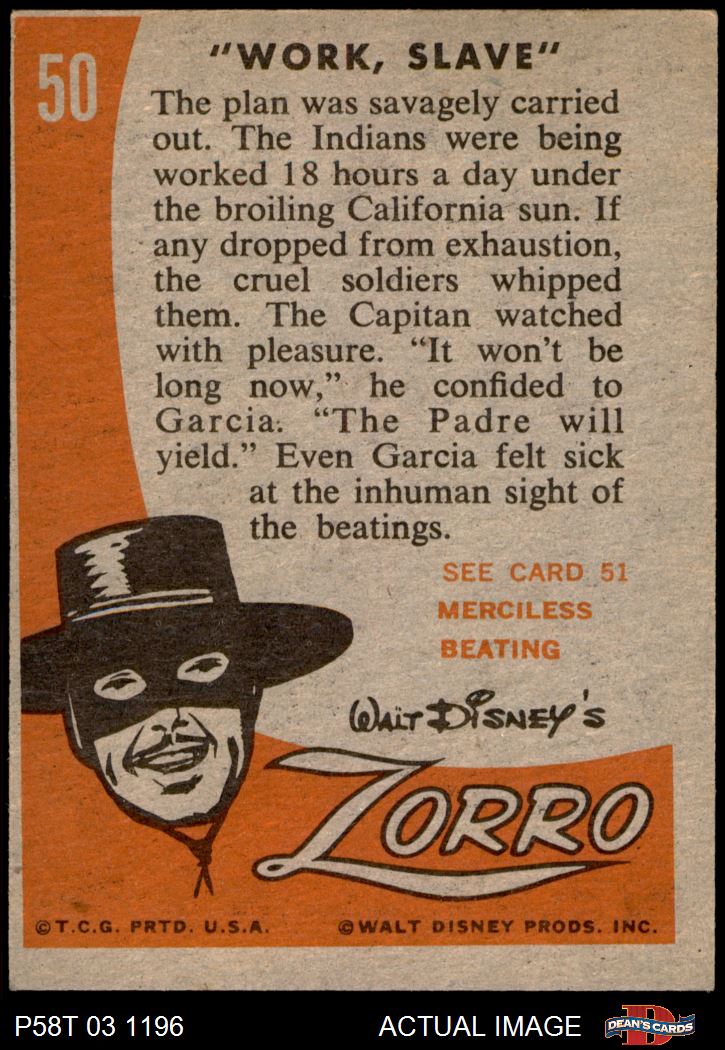 50
"WORK, SLAVE"
The plan was savagely carried
out. The Indians were being
worked 18 hours a day under
the broiling California sun. If
any dropped from exhaustion,
the cruel soldiers whipped
them. The Capitan watched
with pleasure. “It won't be
long now,” he confided to
Garcia. “The Padre will
yield.” Even Garcia felt sick
at the inhuman sight of
the beatings.
SEE CARD 51
MERCILESS
BEATING
WALT DISNEY'S
ZORRO
©T.C.G. PRTD. U.S.A. ©WALT DISNEY PRODS. INC.
P58T 03 1196 ACTUAL IMAGE D DEAN'S CARDS